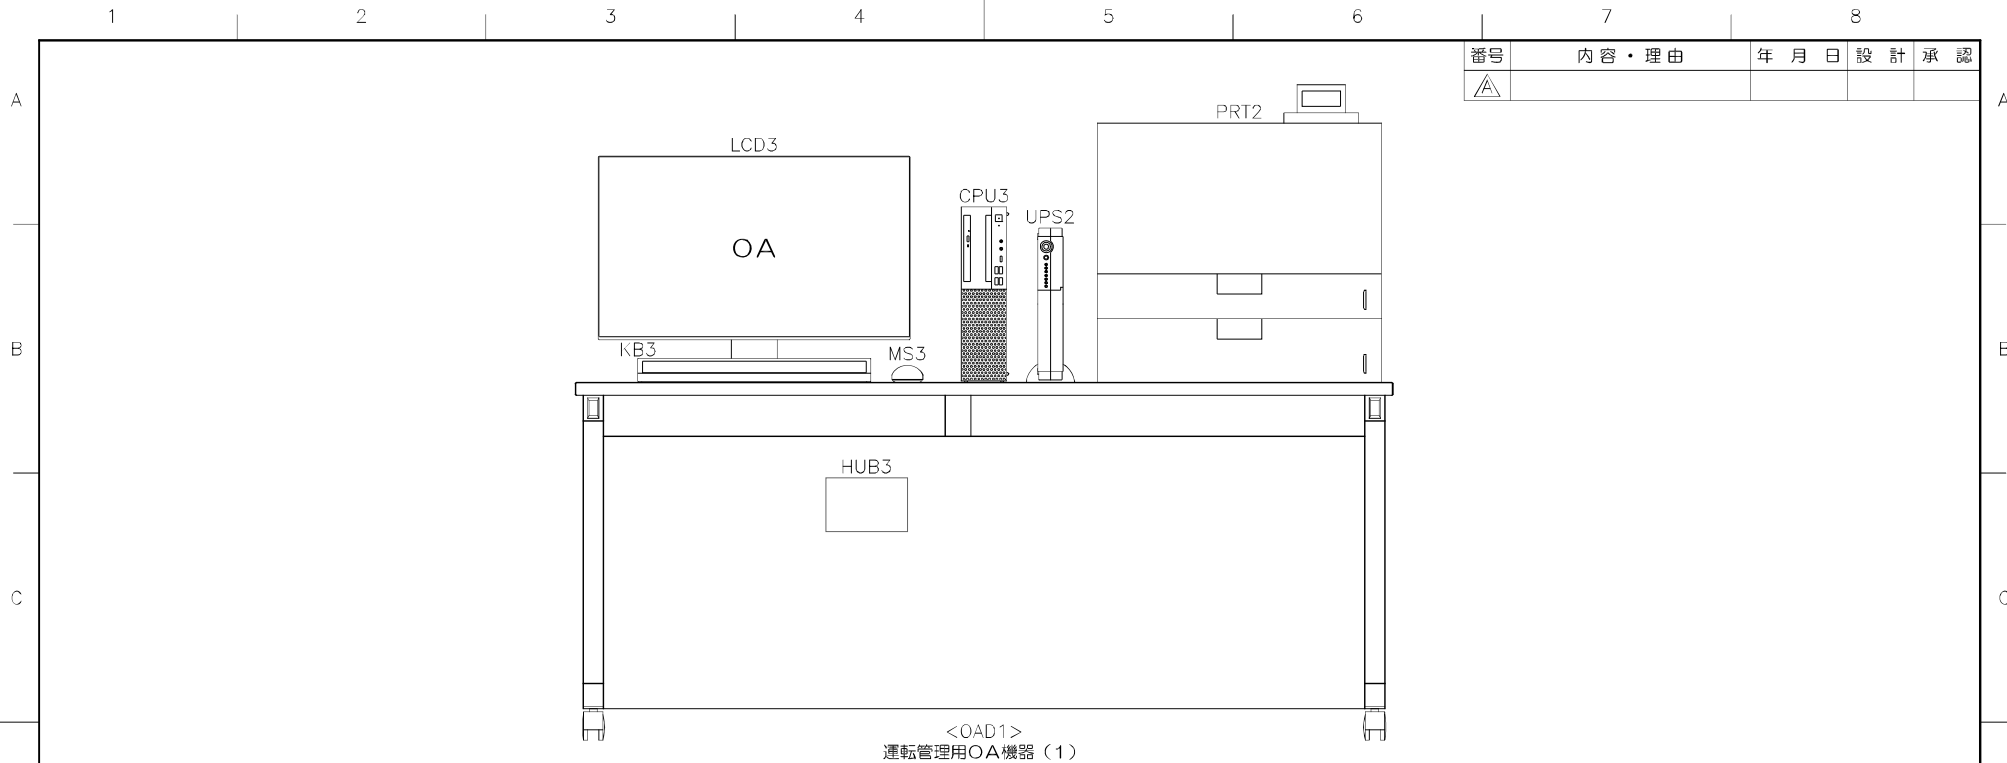 1 2 3 4 5 6 7 8
番号 内容・理由 年月日 設計 承認
A A A
PRT2
LCD3
CPU3
UPS2
OA
B KB3 MS3 B
HUB3
C C
<OAD1>
運転管理用OA機器（1）